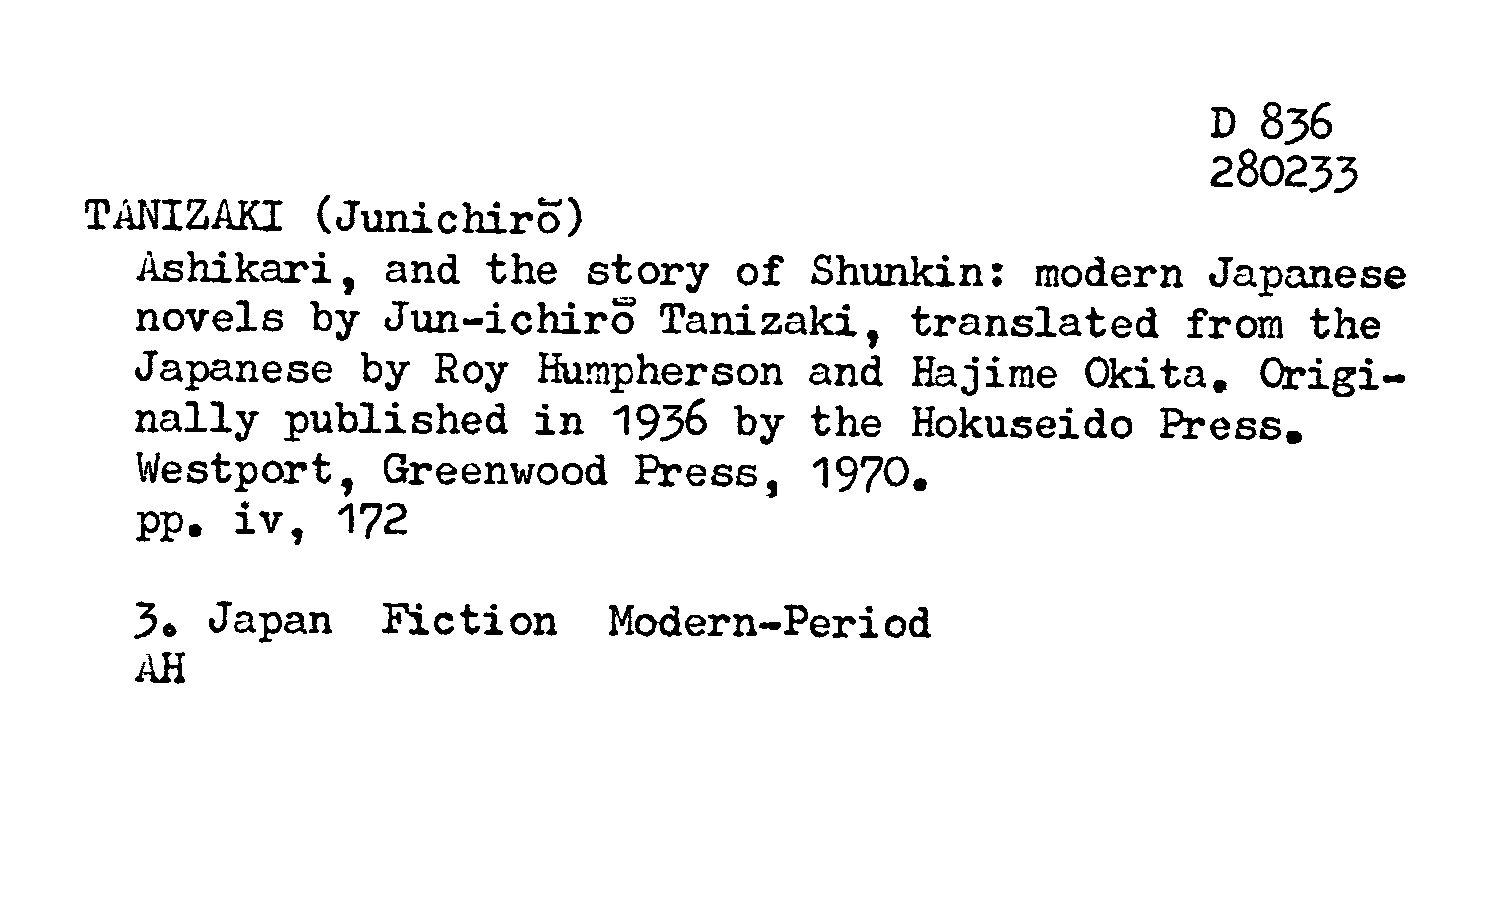 D 836
280233
TANIZAKI (Junichirō)
Ashikari, and the story of Shunkin: modern Japanese
novels by Jun-ichirō Tanizaki, translated from the
Japanese by Roy Humpherson and Hajime Okita. Origi-
nally published in 1936 by the Hokuseido Press.
Westport, Greenwood Press, 1970.
pp. iv, 172
3. Japan Fiction Modern-Period
AH